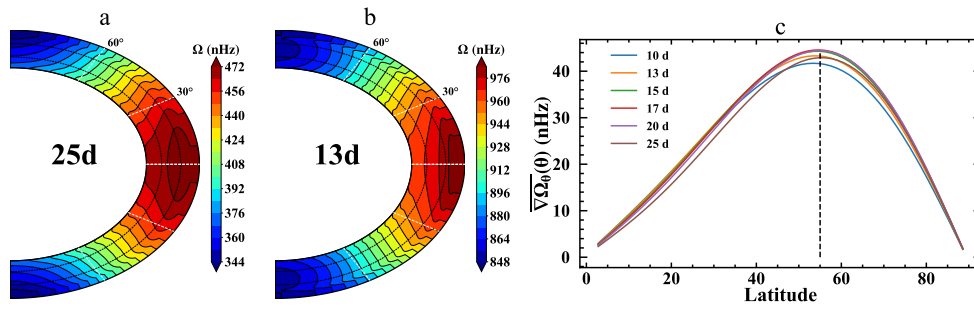 a
Ω (nHz)
60°
30°
25d
472
456
440
424
408
392
376
360
344
b
Ω (nHz)
60°
30°
13d
976
960
944
928
912
896
880
864
848
c
10 d
13 d
15 d
17 d
20 d
25 d
∇Ω_θ(θ) (nHz)
40
30
20
10
0
0 20 40 60 80
Latitude